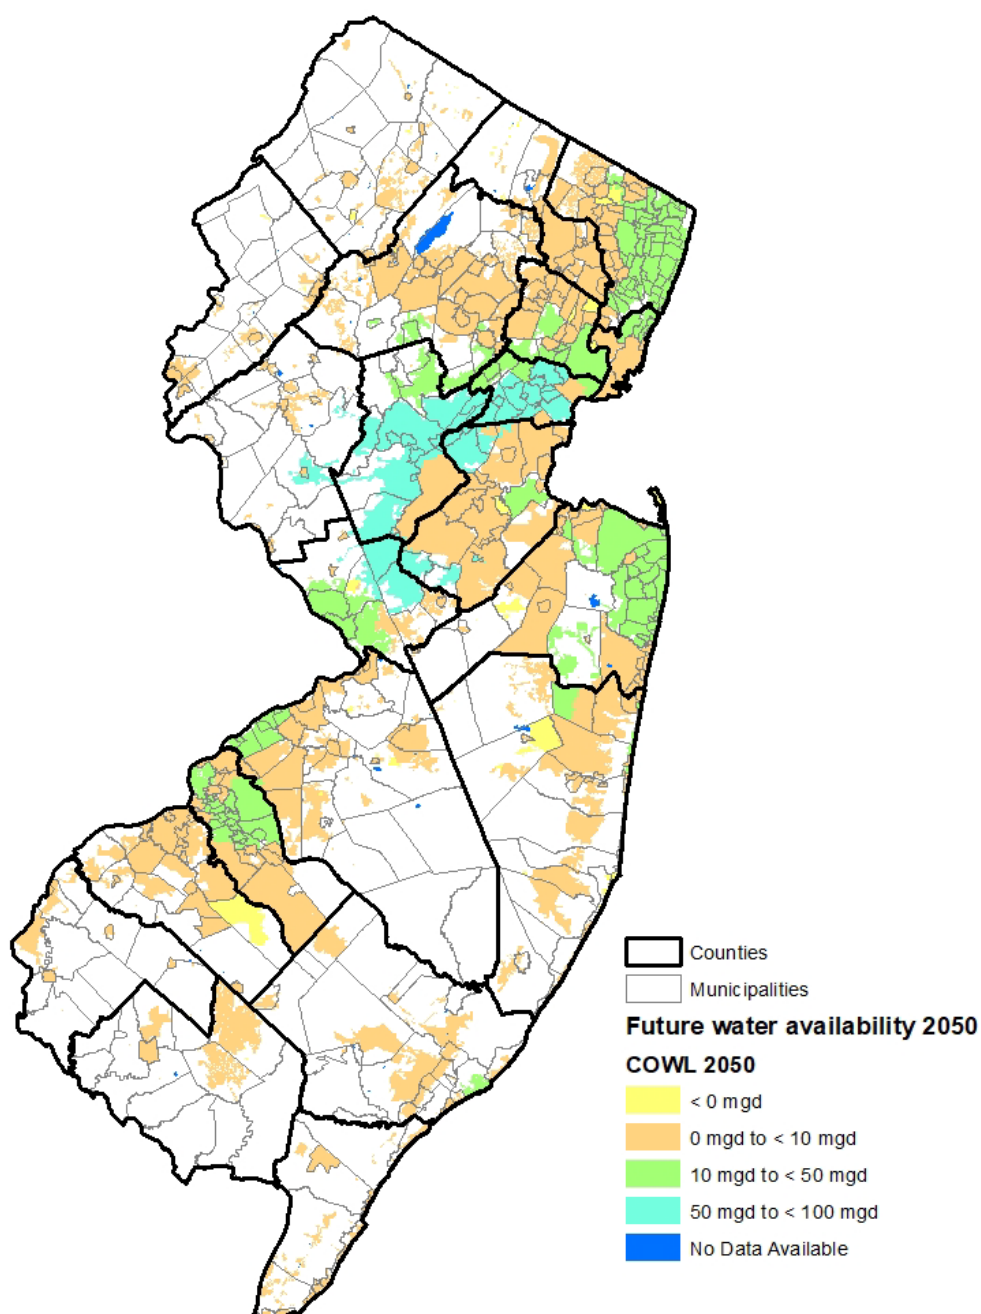 Counties
Municipalities
Future water availability 2050
COWL 2050
< 0 mgd
0 mgd to < 10 mgd
10 mgd to < 50 mgd
50 mgd to < 100 mgd
No Data Available